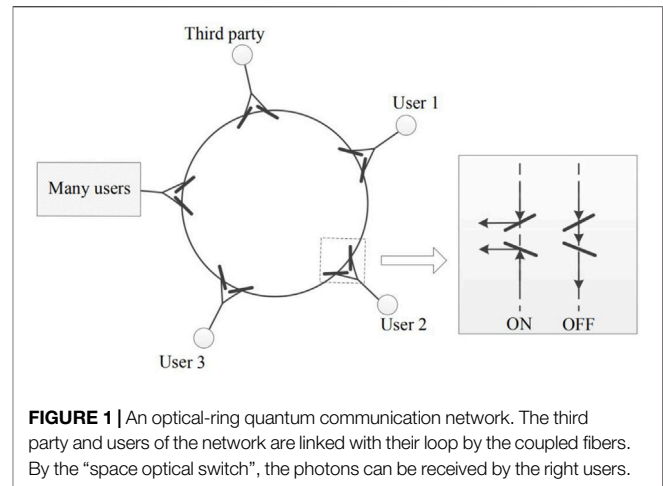 Third party
User 1
Many users
ON OFF
User 2
User 3
FIGURE 1 | An optical-ring quantum communication network. The third
party and users of the network are linked with their loop by the coupled fibers.
By the “space optical switch”, the photons can be received by the right users.